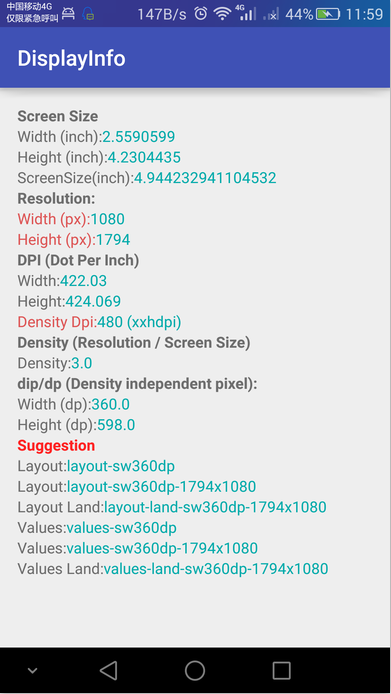 中国移动4G
仅限紧急呼叫
147B/s 4G 44% 11:59
DisplayInfo
Screen Size
Width (inch):2.5590599
Height (inch):4.2304435
ScreenSize(inch):4.944232941104532
Resolution:
Width (px):1080
Height (px):1794
DPI (Dot Per Inch)
Width:422.03
Height:424.069
Density Dpi:480 (xxhdpi)
Density (Resolution / Screen Size)
Density:3.0
dip/dp (Density independent pixel):
Width (dp):360.0
Height (dp):598.0
Suggestion
Layout:layout-sw360dp
Layout:layout-sw360dp-1794x1080
Layout Land:layout-land-sw360dp-1794x1080
Values:values-sw360dp
Values:values-sw360dp-1794x1080
Values Land:values-land-sw360dp-1794x1080